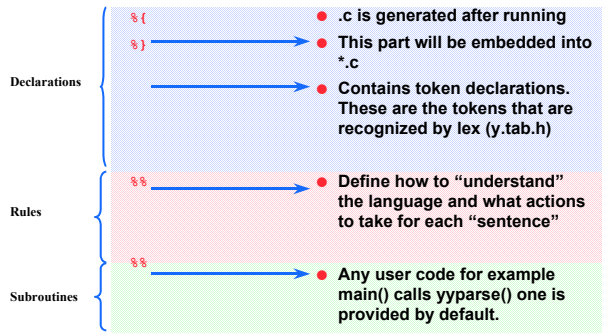 %{
.c is generated after running
%}
This part will be embedded into
*.c
Declarations
Contains token declarations.
These are the tokens that are
recognized by lex (y.tab.h)
%%
Define how to “understand”
the language and what actions
to take for each “sentence”
Rules
%%
Any user code for example
main() calls yyparse() one is
provided by default.
Subroutines